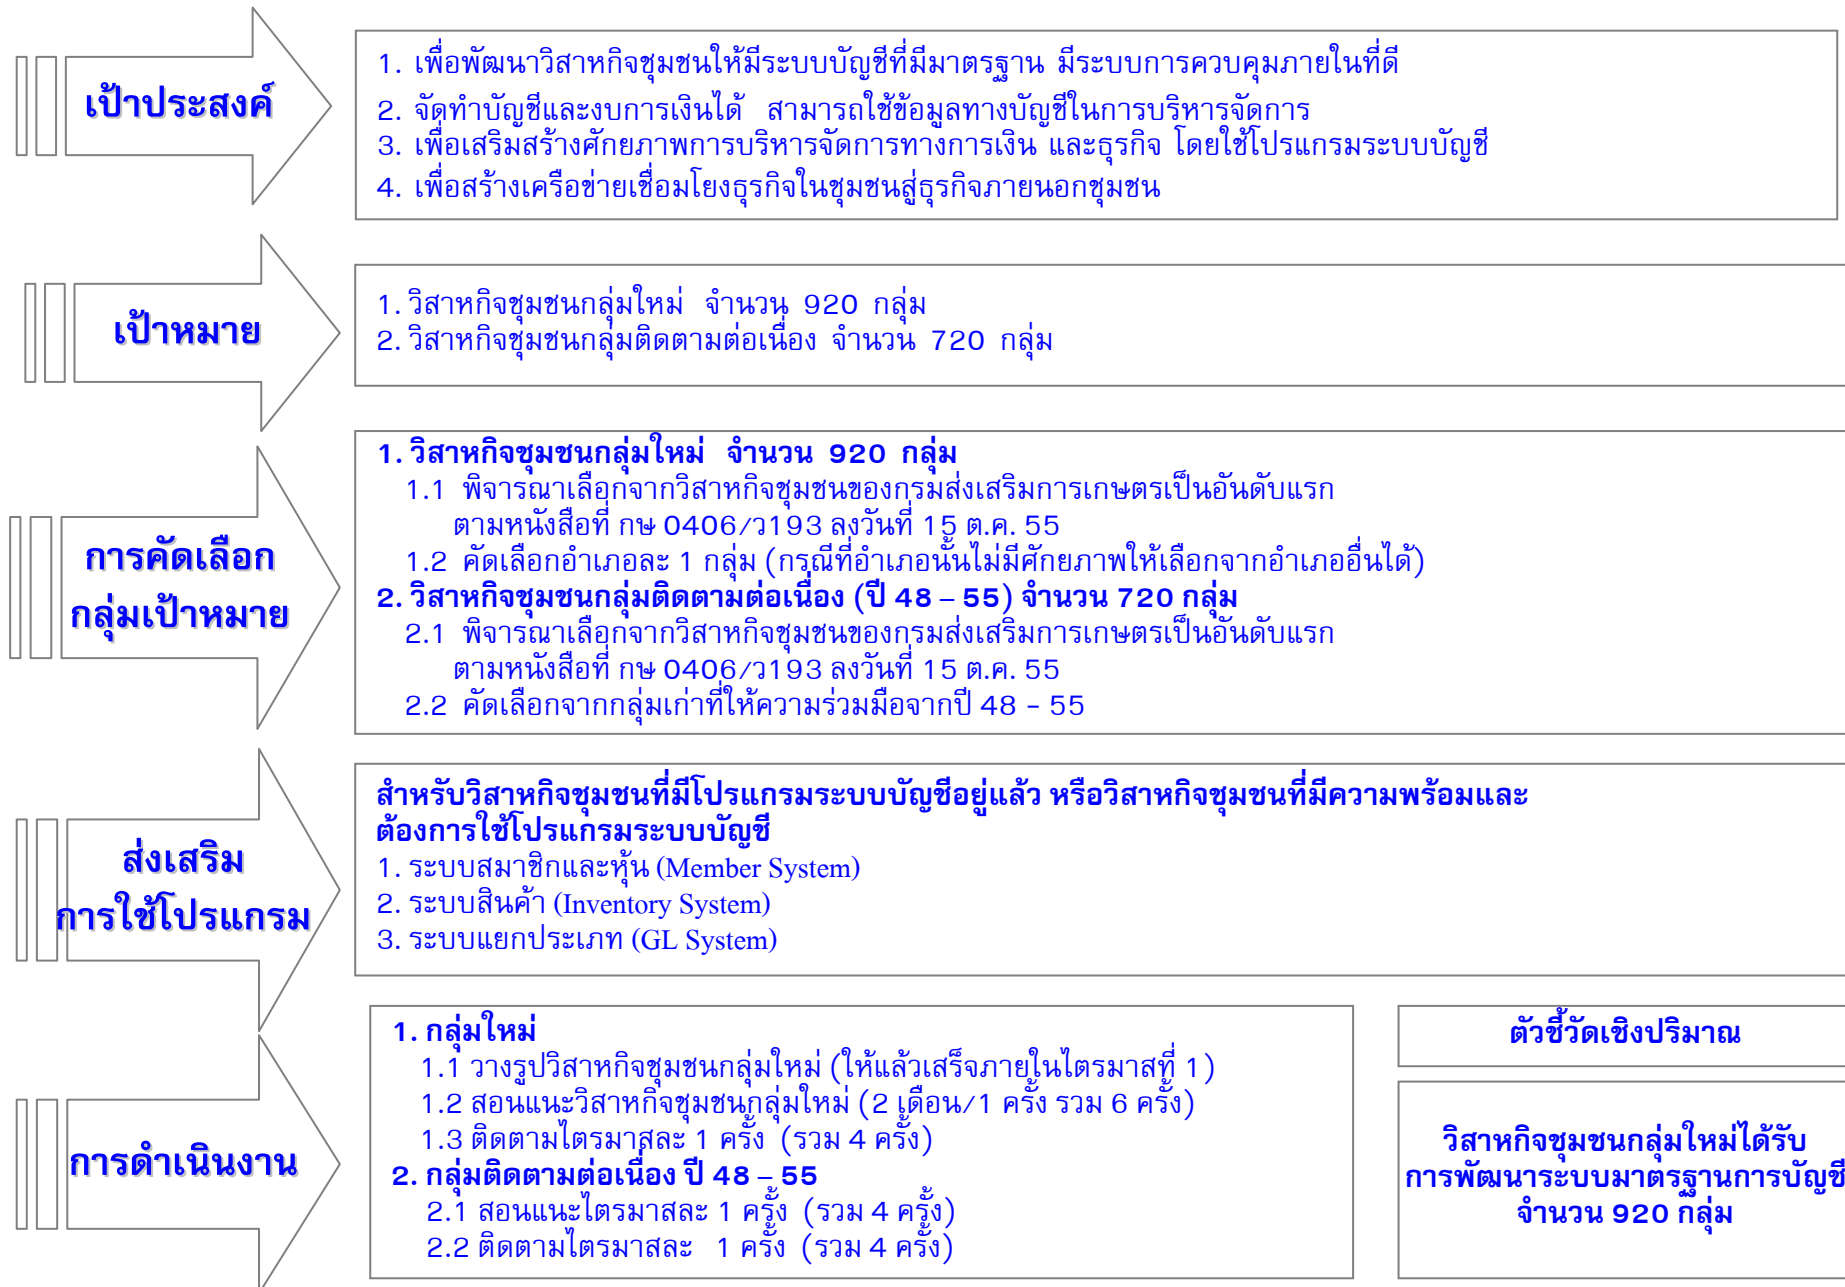 เป้าประสงค์
1. เพื่อพัฒนาวิสาหกิจชุมชนให้มีระบบบัญชีที่มีมาตรฐาน มีระบบการควบคุมภายในที่ดี
2. จัดทำบัญชีและงบการเงินได้ สามารถใช้ข้อมูลทางบัญชีในการบริหารจัดการ
3. เพื่อเสริมสร้างศักยภาพการบริหารจัดการทางการเงิน และธุรกิจ โดยใช้โปรแกรมระบบบัญชี
4. เพื่อสร้างเครือข่ายเชื่อมโยงธุรกิจในชุมชนสู่ธุรกิจภายนอกชุมชน
เป้าหมาย
1. วิสาหกิจชุมชนกลุ่มใหม่ จำนวน 920 กลุ่ม
2. วิสาหกิจชุมชนกลุ่มติดตามต่อเนื่อง จำนวน 720 กลุ่ม
การคัดเลือก
กลุ่มเป้าหมาย
1. วิสาหกิจชุมชนกลุ่มใหม่ จำนวน 920 กลุ่ม
1.1 พิจารณาเลือกจากวิสาหกิจชุมชนของกรมส่งเสริมการเกษตรเป็นอันดับแรก
ตามหนังสือที่ กษ 0406/ว193 ลงวันที่ 15 ต.ค. 55
1.2 คัดเลือกอำเภอละ 1 กลุ่ม (กรณีที่อำเภอนั้นไม่มีศักยภาพให้เลือกจากอำเภออื่นได้)
2. วิสาหกิจชุมชนกลุ่มติดตามต่อเนื่อง (ปี 48 – 55) จำนวน 720 กลุ่ม
2.1 พิจารณาเลือกจากวิสาหกิจชุมชนของกรมส่งเสริมการเกษตรเป็นอันดับแรก
ตามหนังสือที่ กษ 0406/ว193 ลงวันที่ 15 ต.ค. 55
2.2 คัดเลือกจากกลุ่มเก่าที่ให้ความร่วมมือจากปี 48 - 55
ส่งเสริม
การใช้โปรแกรม
สำหรับวิสาหกิจชุมชนที่มีโปรแกรมระบบบัญชีอยู่แล้ว หรือวิสาหกิจชุมชนที่มีความพร้อมและ
ต้องการใช้โปรแกรมระบบบัญชี
1. ระบบสมาชิกและหุ้น (Member System)
2. ระบบสินค้า (Inventory System)
3. ระบบแยกประเภท (GL System)
การดำเนินงาน
1. กลุ่มใหม่
1.1 วางรูปวิสาหกิจชุมชนกลุ่มใหม่ (ให้แล้วเสร็จภายในไตรมาสที่ 1)
1.2 สอนแนะวิสาหกิจชุมชนกลุ่มใหม่ (2 เดือน/1 ครั้ง รวม 6 ครั้ง)
1.3 ติดตามไตรมาสละ 1 ครั้ง (รวม 4 ครั้ง)
2. กลุ่มติดตามต่อเนื่อง ปี 48 – 55
2.1 สอนแนะไตรมาสละ 1 ครั้ง (รวม 4 ครั้ง)
2.2 ติดตามไตรมาสละ 1 ครั้ง (รวม 4 ครั้ง)
ตัวชี้วัดเชิงปริมาณ
วิสาหกิจชุมชนกลุ่มใหม่ได้รับ
การพัฒนาระบบมาตรฐานการบัญชี
จำนวน 920 กลุ่ม